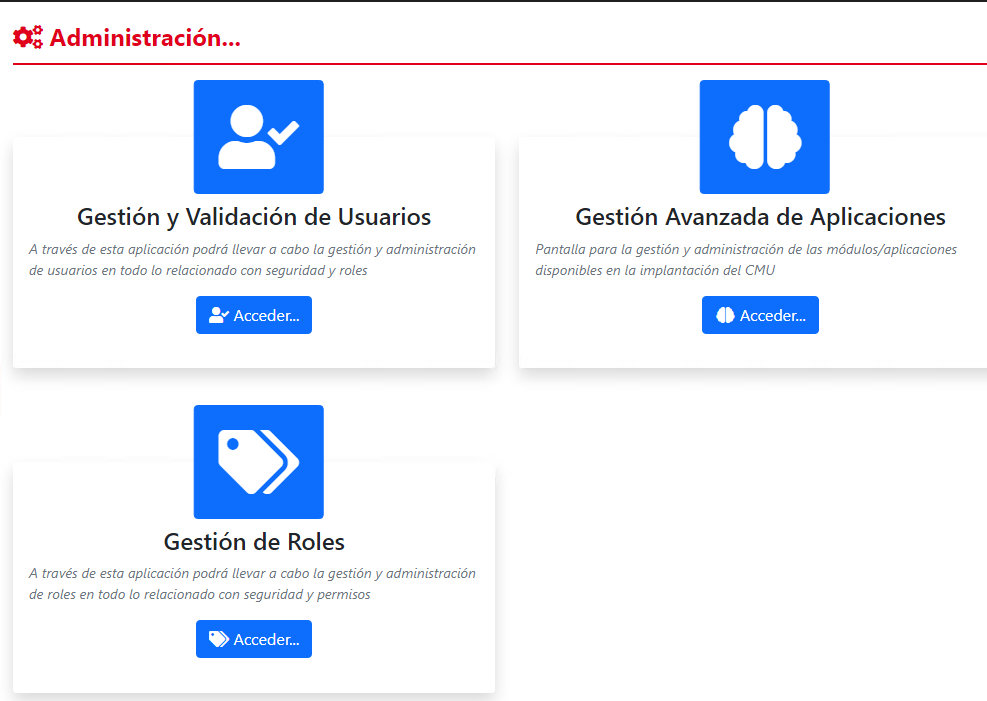 Administración...
Gestión y Validación de Usuarios
A través de esta aplicación podrá llevar a cabo la gestión y administración
de usuarios en todo lo relacionado con seguridad y roles
Acceder...
Gestión Avanzada de Aplicaciones
Pantalla para la gestión y administración de las módulos/aplicaciones
disponibles en la implantación del CMU
Acceder...
Gestión de Roles
A través de esta aplicación podrá llevar a cabo la gestión y administración
de roles en todo lo relacionado con seguridad y permisos
Acceder...